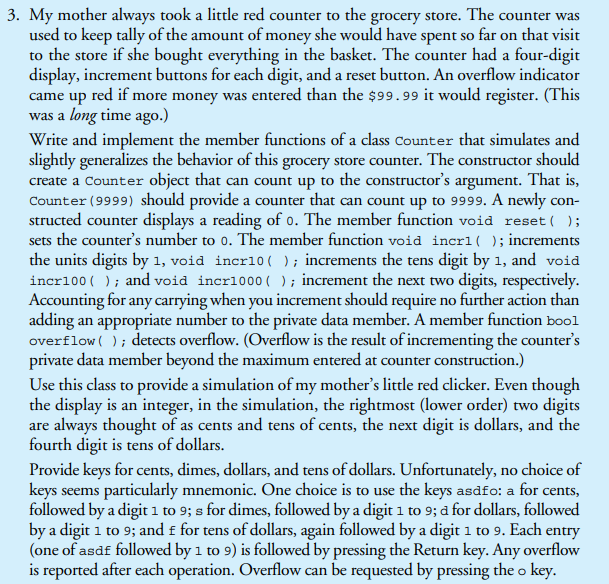 3. My mother always took a little red counter to the grocery store. The counter was
used to keep tally of the amount of money she would have spent so far on that visit
to the store if she bought everything in the basket. The counter had a four-digit
display, increment buttons for each digit, and a reset button. An overflow indicator
came up red if more money was entered than the $99.99 it would register. (This
was a long time ago.)
Write and implement the member functions of a class Counter that simulates and
slightly generalizes the behavior of this grocery store counter. The constructor should
create a Counter object that can count up to the constructor's argument. That is,
Counter(9999) should provide a counter that can count up to 9999. A newly con-
structed counter displays a reading of 0. The member function void reset( );
sets the counter's number to 0. The member function void incr1( ); increments
the units digits by 1, void incr10( ); increments the tens digit by 1, and void
incr100( ); and void incr1000( ); increment the next two digits, respectively.
Accounting for any carrying when you increment should require no further action than
adding an appropriate number to the private data member. A member function bool
overflow( ); detects overflow. (Overflow is the result of incrementing the counter's
private data member beyond the maximum entered at counter construction.)
Use this class to provide a simulation of my mother's little red clicker. Even though
the display is an integer, in the simulation, the rightmost (lower order) two digits
are always thought of as cents and tens of cents, the next digit is dollars, and the
fourth digit is tens of dollars.
Provide keys for cents, dimes, dollars, and tens of dollars. Unfortunately, no choice of
keys seems particularly mnemonic. One choice is to use the keys asdfo: a for cents,
followed by a digit 1 to 9; s for dimes, followed by a digit 1 to 9; d for dollars, followed
by a digit 1 to 9; and f for tens of dollars, again followed by a digit 1 to 9. Each entry
(one of asdf followed by 1 to 9) is followed by pressing the Return key. Any overflow
is reported after each operation. Overflow can be requested by pressing the o key.